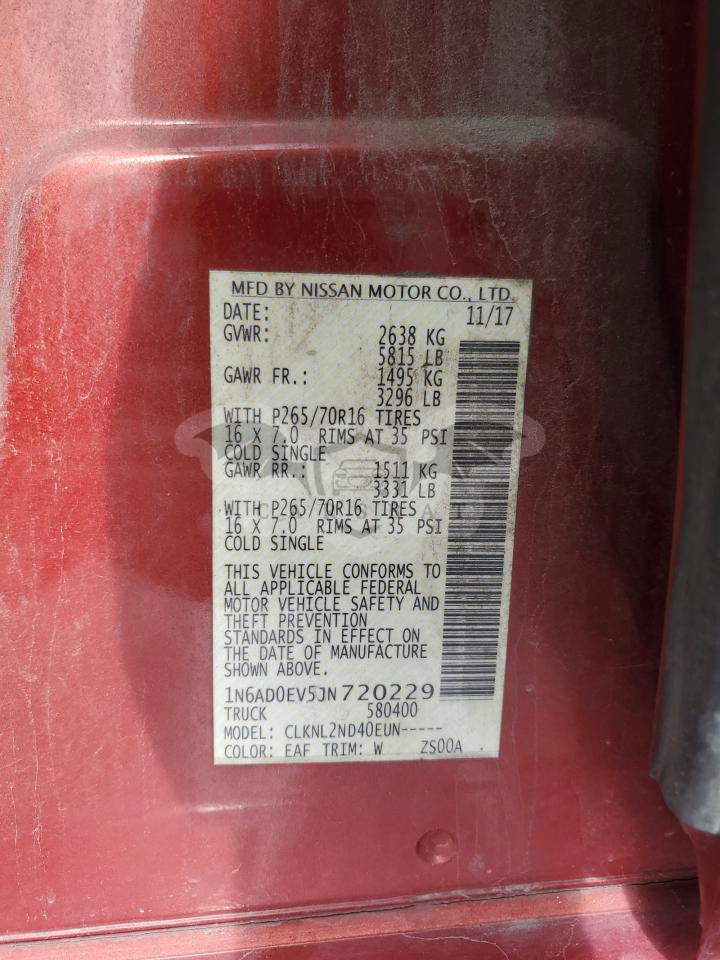 MFD BY NISSAN MOTOR CO., LTD.
DATE: 11/17
GVWR: 2638 KG
5815 LB
GAWR FR.: 1495 KG
3296 LB
WITH P265/70R16 TIRES
16 X 7.0 RIMS AT 35 PSI
COLD SINGLE
GAWR RR.: 1511 KG
3331 LB
WITH P265/70R16 TIRES
16 X 7.0 RIMS AT 35 PSI
COLD SINGLE
THIS VEHICLE CONFORMS TO
ALL APPLICABLE FEDERAL
MOTOR VEHICLE SAFETY AND
THEFT PREVENTION
STANDARDS IN EFFECT ON
THE DATE OF MANUFACTURE
SHOWN ABOVE.
1N6AD0EV5JN720229
TRUCK 580400
MODEL: CLKNL2ND40EUN-----
COLOR: EAF TRIM: W ZS00A